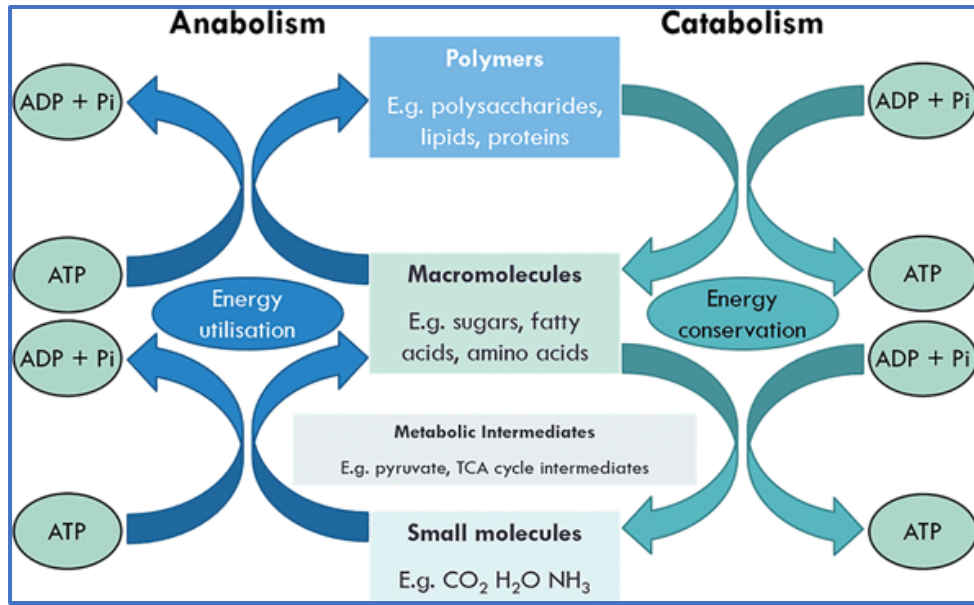 Anabolism
Catabolism
Polymers
E.g. polysaccharides,
lipids, proteins
ADP + Pi
ADP + Pi
ATP
Energy
utilisation
Macromolecules
E.g. sugars, fatty
acids, amino acids
Energy
conservation
ATP
ADP + Pi
ADP + Pi
Metabolic Intermediates
E.g. pyruvate, TCA cycle intermediates
ATP
Small molecules
E.g. CO₂ H₂O NH₃
ATP